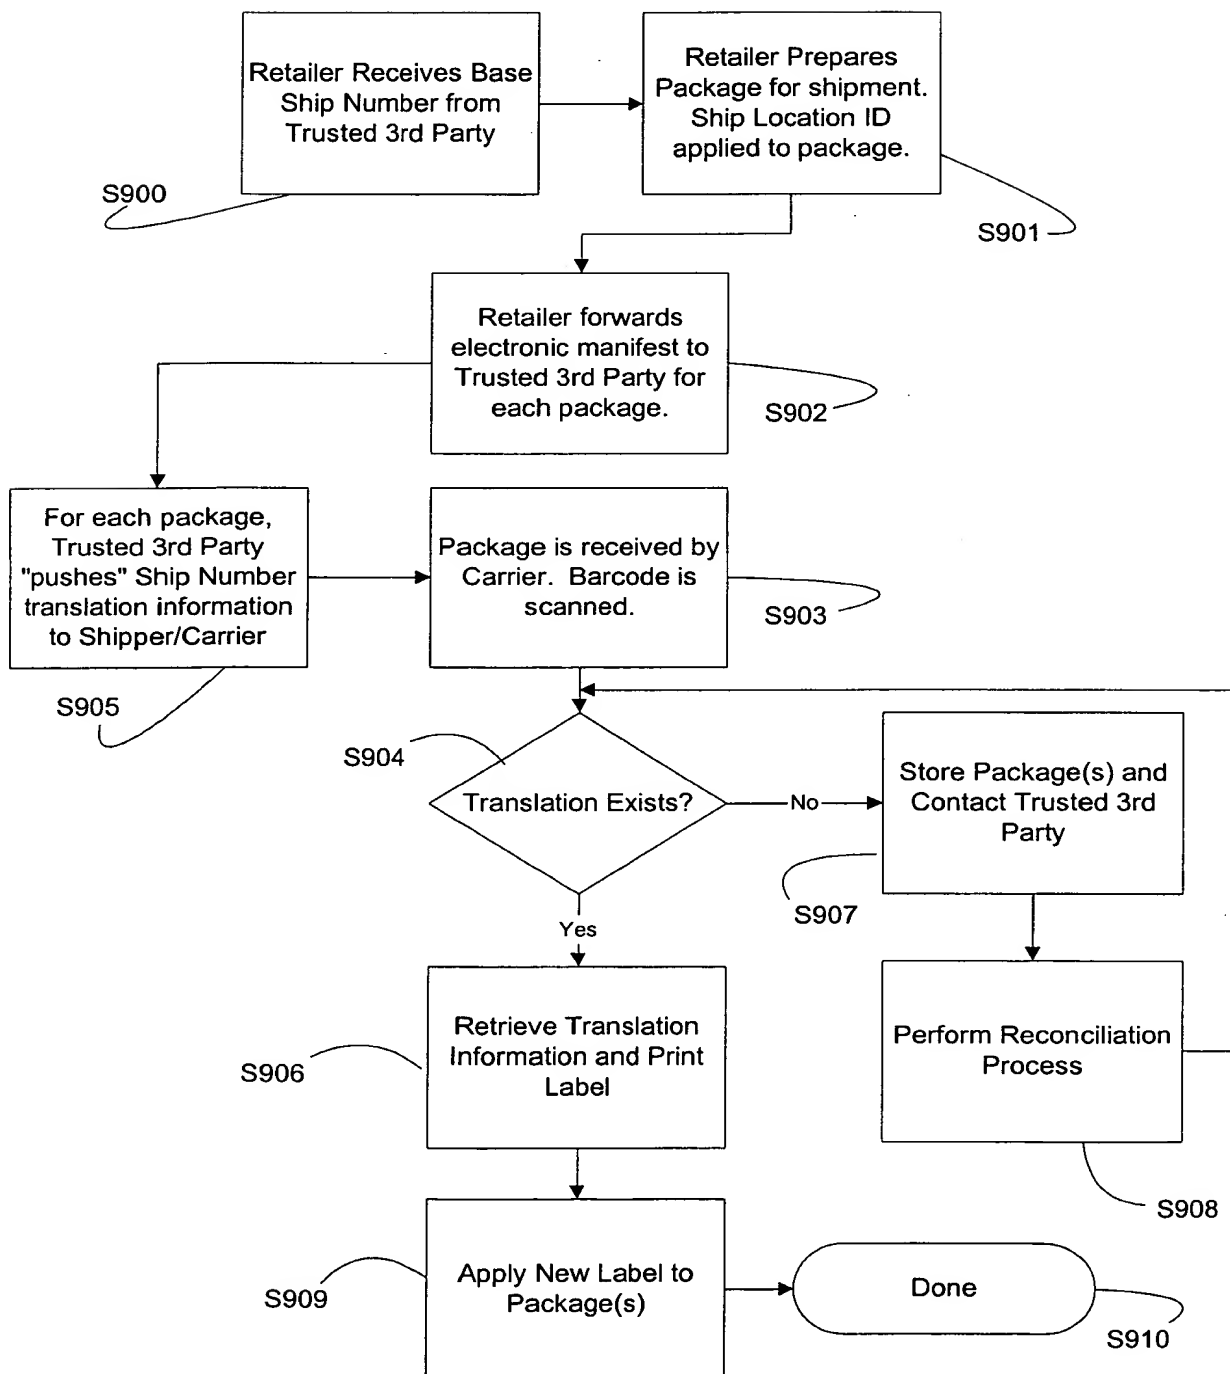 Retailer Receives Base
Ship Number from
Trusted 3rd Party
S900
Retailer Prepares
Package for shipment.
Ship Location ID
applied to package.
S901
Retailer forwards
electronic manifest to
Trusted 3rd Party for
each package.
S902
For each package,
Trusted 3rd Party
"pushes" Ship Number
translation information
to Shipper/Carrier
S905
Package is received by
Carrier. Barcode is
scanned.
S903
S904
Translation Exists?
No
Yes
Store Package(s) and
Contact Trusted 3rd
Party
S907
Retrieve Translation
Information and Print
Label
S906
Perform Reconciliation
Process
S908
Apply New Label to
Package(s)
S909
Done
S910